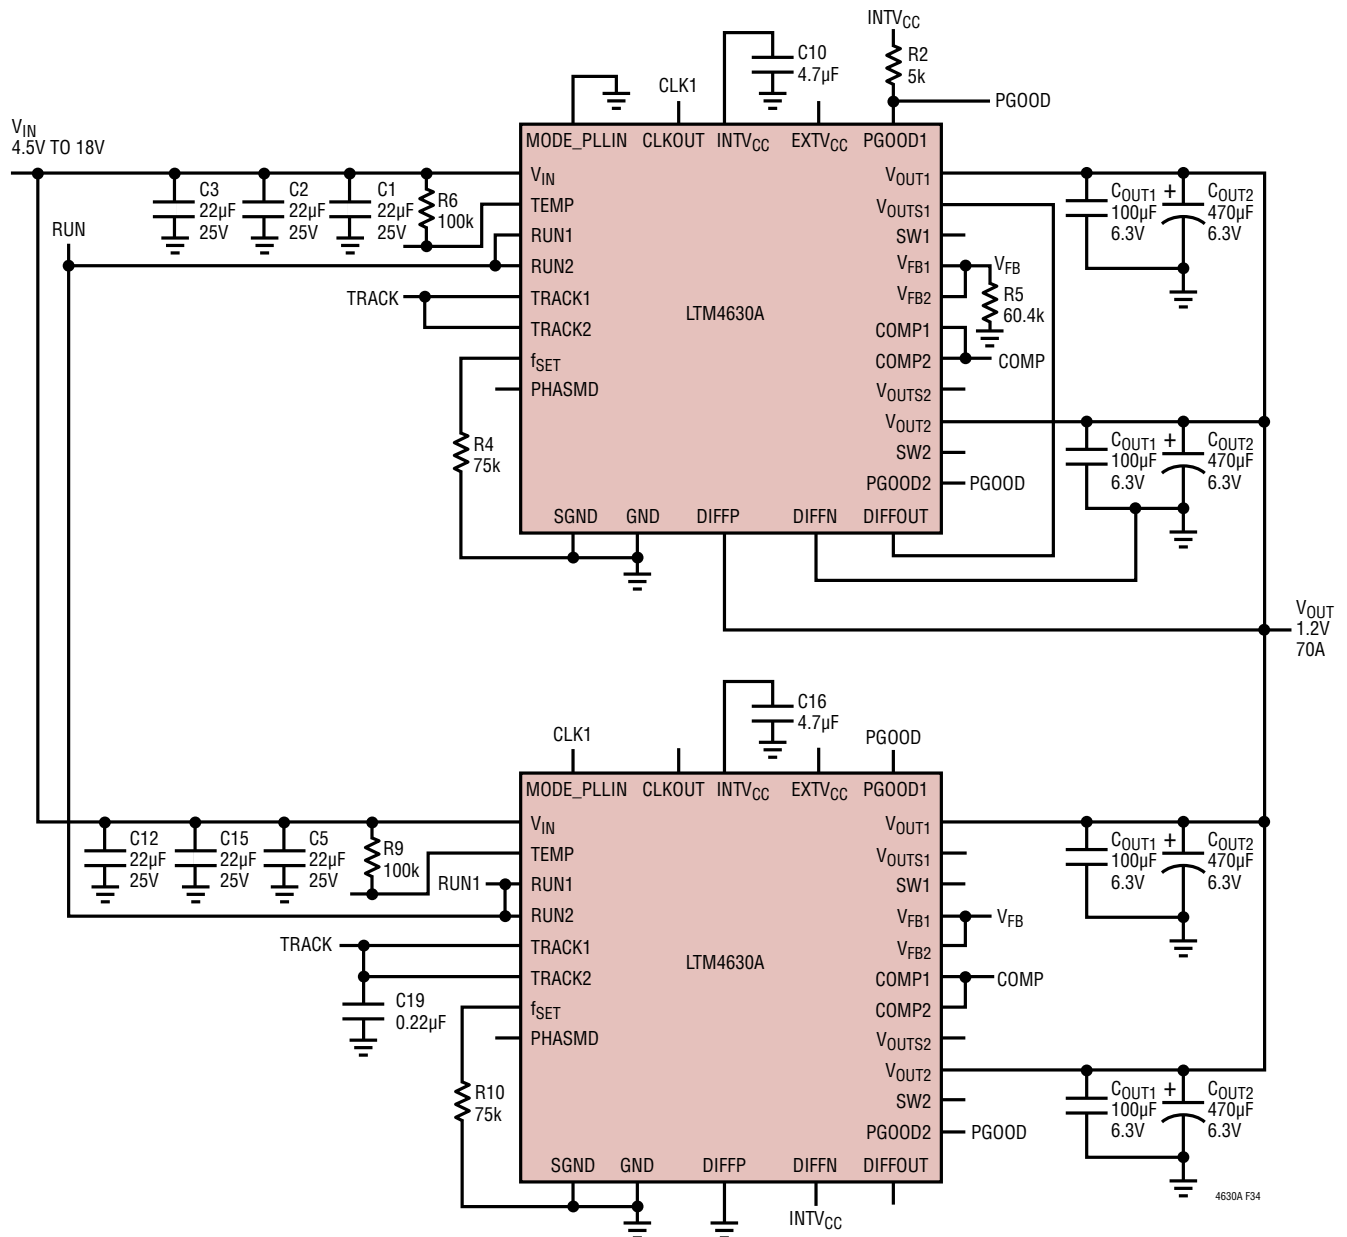 INTVCC
R2
5k
C10
4.7µF
CLK1
PGOOD
VIN
4.5V TO 18V
MODE_PLLIN CLKOUT INTVCC EXTVCC PGOOD1
VIN
TEMP
RUN1
RUN2
TRACK1
TRACK2
fSET
PHASMD
LTM4630A
VOUT1
VOUTS1
SW1
VFB1
VFB2
COMP1
COMP2
VOUTS2
VOUT2
SW2
PGOOD2
SGND GND DIFFP DIFFN DIFFOUT
C3
22µF
25V
C2
22µF
25V
C1
22µF
25V
R6
100k
RUN
TRACK
R4
75k
VFB
R5
60.4k
COMP
PGOOD
COUT1
100µF
6.3V
+
COUT2
470µF
6.3V
COUT1
100µF
6.3V
+
COUT2
470µF
6.3V
VOUT
1.2V
70A
C16
4.7µF
CLK1
PGOOD
MODE_PLLIN CLKOUT INTVCC EXTVCC PGOOD1
VIN
TEMP
RUN1
RUN2
TRACK1
TRACK2
fSET
PHASMD
LTM4630A
VOUT1
VOUTS1
SW1
VFB1
VFB2
COMP1
COMP2
VOUTS2
VOUT2
SW2
PGOOD2
SGND GND DIFFP DIFFN DIFFOUT
C12
22µF
25V
C15
22µF
25V
C5
22µF
25V
R9
100k
RUN1
TRACK
C19
0.22µF
R10
75k
VFB
COMP
PGOOD
INTVCC
COUT1
100µF
6.3V
+
COUT2
470µF
6.3V
COUT1
100µF
6.3V
+
COUT2
470µF
6.3V
4630A F34